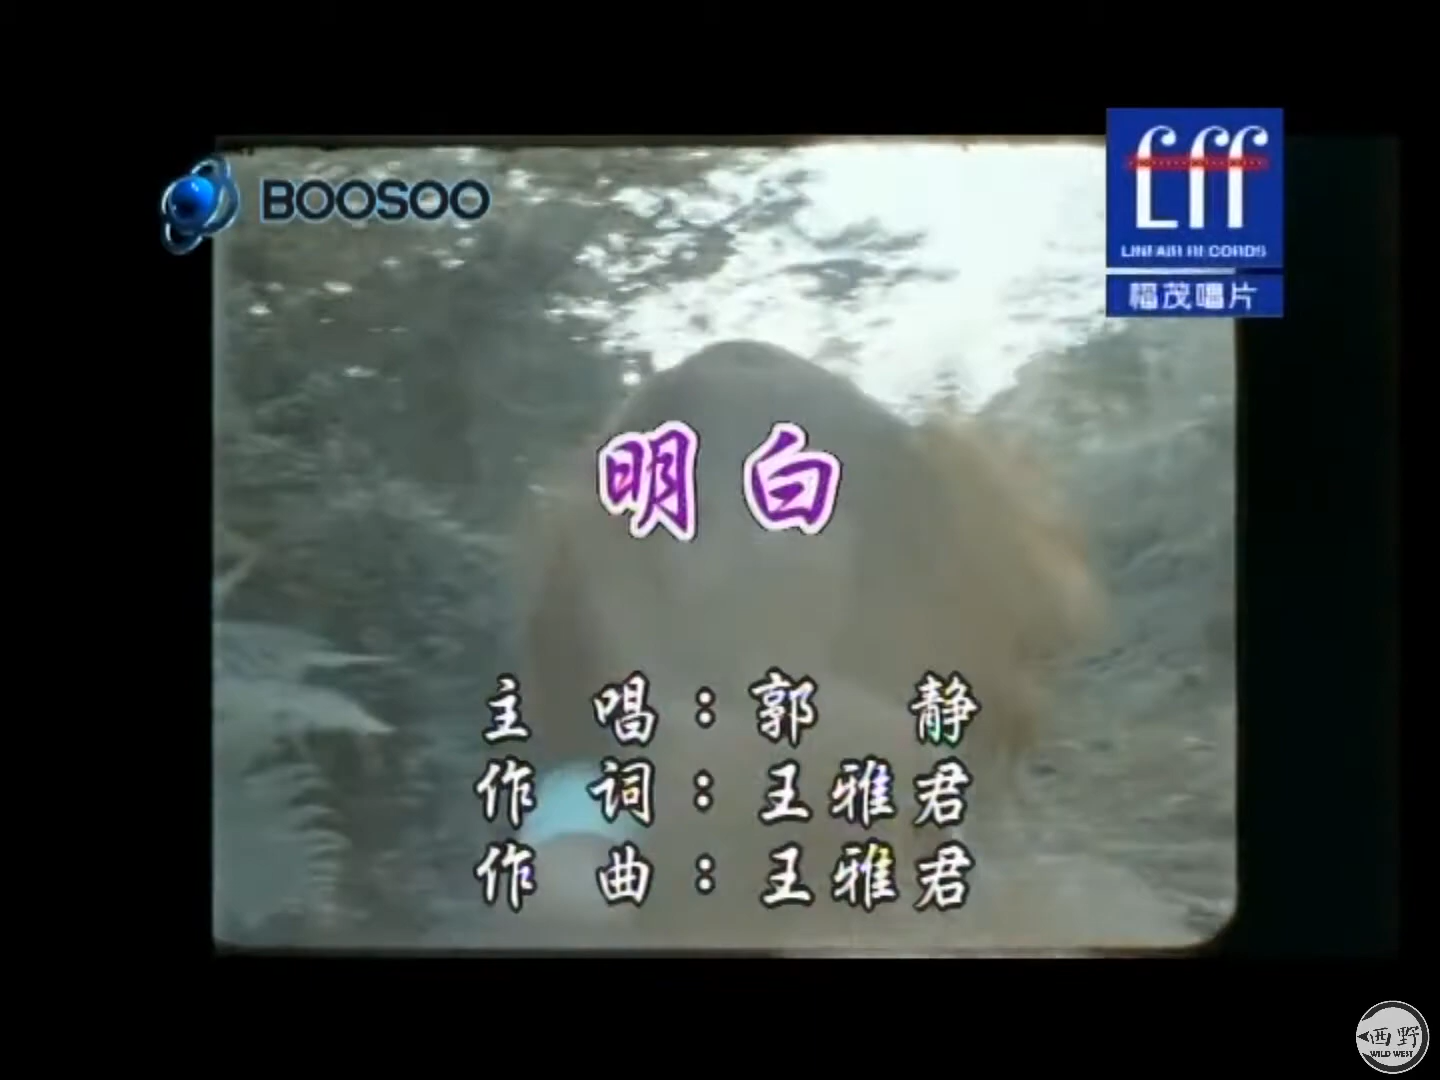 BOOSOO
Lff
LINFAIR RECORDS
福茂唱片
明白
主 唱：郭 静
作 词：王雅君
作 曲：王雅君
西野
WILD WEST